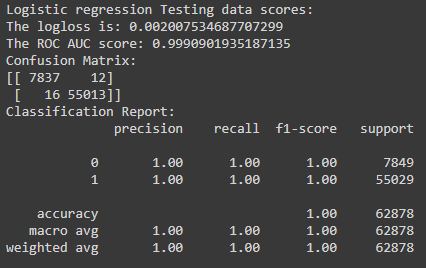 Logistic regression Testing data scores:
The logloss is: 0.002007534687707299
The ROC AUC score: 0.9990901935187135
Confusion Matrix:
[[ 7837    12]
 [   16 55013]]
Classification Report:
              precision    recall  f1-score   support

           0       1.00      1.00      1.00      7849
           1       1.00      1.00      1.00     55029

    accuracy                           1.00     62878
   macro avg       1.00      1.00      1.00     62878
weighted avg       1.00      1.00      1.00     62878